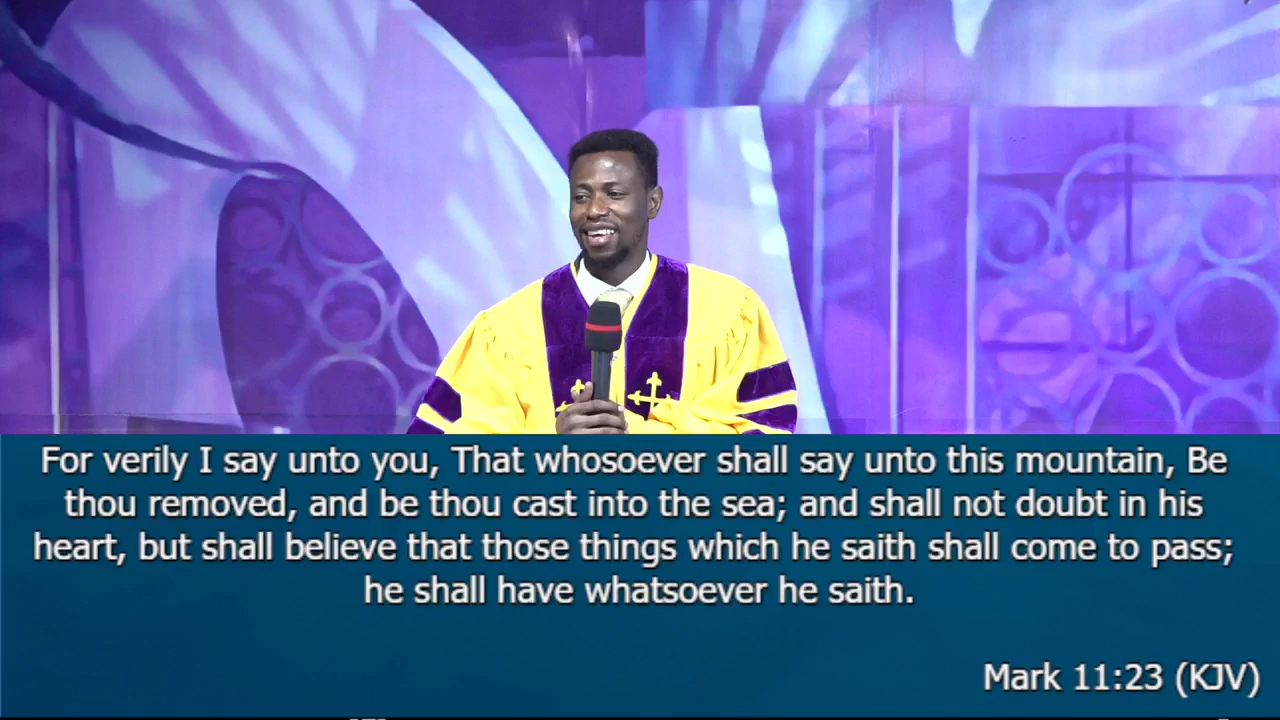 For verily I say unto you, That whosoever shall say unto this mountain, Be
thou removed, and be thou cast into the sea; and shall not doubt in his
heart, but shall believe that those things which he saith shall come to pass;
he shall have whatsoever he saith.
Mark 11:23 (KJV)